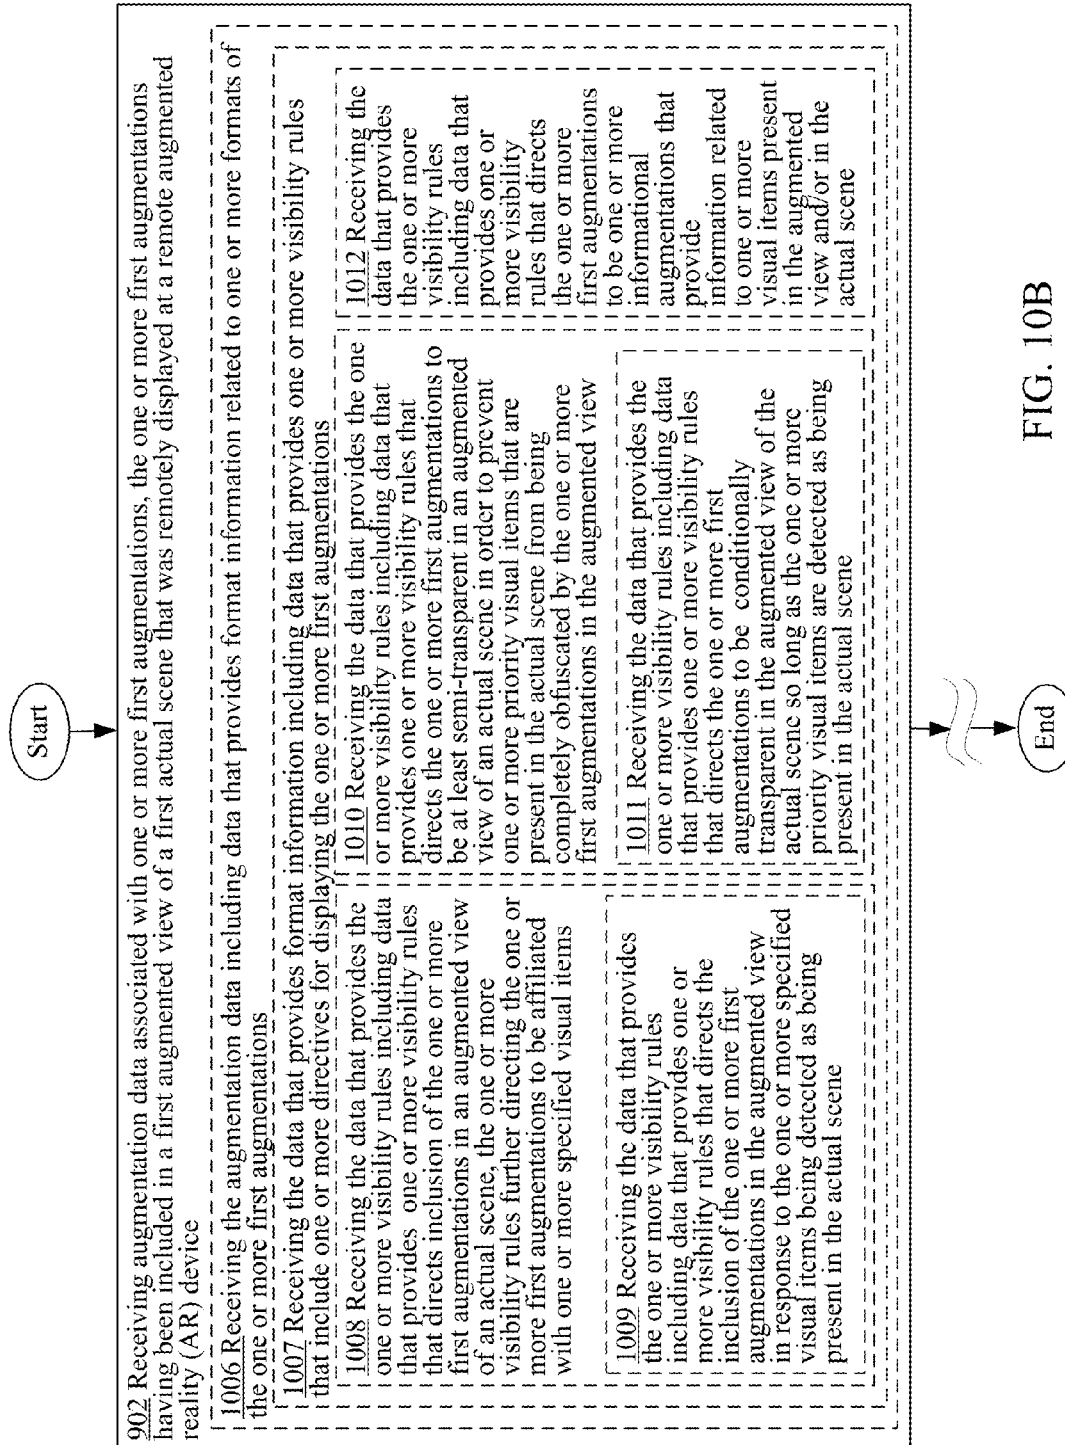 Start
902 Receiving augmentation data associated with one or more first augmentations, the one or more first augmentations
having been included in a first augmented view of a first actual scene that was remotely displayed at a remote augmented
reality (AR) device
1006 Receiving the augmentation data including data that provides format information related to one or more formats of
the one or more first augmentations
1007 Receiving the data that provides format information including data that provides one or more visibility rules
that include one or more directives for displaying the one or more first augmentations
1008 Receiving the data that provides the
one or more visibility rules including data
that provides one or more visibility rules
that directs inclusion of the one or more
first augmentations in an augmented view
of an actual scene, the one or more
visibility rules further directing the one or
more first augmentations to be affiliated
with one or more specified visual items
1009 Receiving the data that provides
the one or more visibility rules
including data that provides one or
more visibility rules that directs the
inclusion of the one or more first
augmentations in the augmented view
in response to the one or more specified
visual items being detected as being
present in the actual scene
1010 Receiving the data that provides the one
or more visibility rules including data that
provides one or more visibility rules that
directs the one or more first augmentations to
be at least semi-transparent in an augmented
view of an actual scene in order to prevent
one or more priority visual items that are
present in the actual scene from being
completely obfuscated by the one or more
first augmentations in the augmented view
1011 Receiving the data that provides the
one or more visibility rules including data
that provides one or more visibility rules
that directs the one or more first
augmentations to be conditionally
transparent in the augmented view of the
actual scene so long as the one or more
priority visual items are detected as being
present in the actual scene
1012 Receiving the
data that provides
the one or more
visibility rules
including data that
provides one or
more visibility
rules that directs
the one or more
first augmentations
to be one or more
informational
augmentations that
provide
information related
to one or more
visual items present
in the augmented
view and/or in the
actual scene
End
FIG. 10B